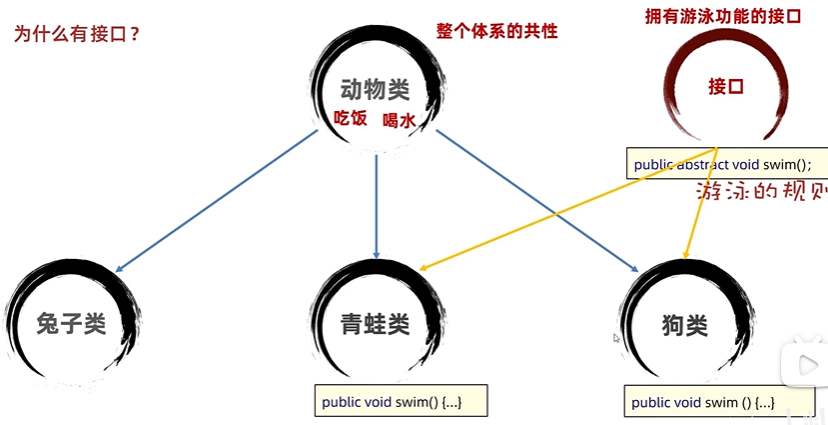 为什么有接口？
整个体系的共性
拥有游泳功能的接口
动物类
吃饭 喝水
接口
public abstract void swim();
游泳的规则
兔子类
青蛙类
狗类
public void swim() {...}
public void swim () {...}